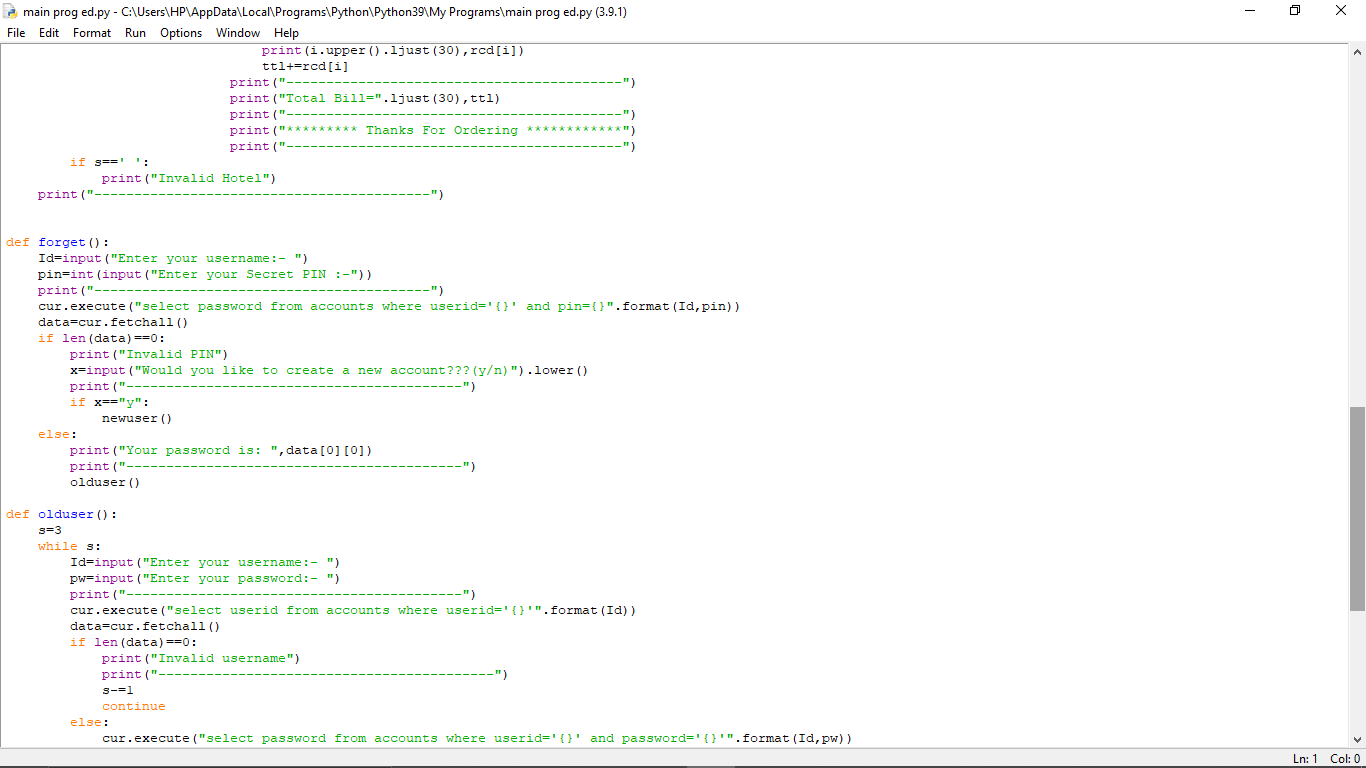 main prog ed.py - C:\Users\HP\AppData\Local\Programs\Python\Python39\My Programs\main prog ed.py (3.9.1)
File Edit Format Run Options Window Help
                                print(i.upper().ljust(30),rcd[i])
                                ttl+=rcd[i]
                            print("------------------------------------------")
                            print("Total Bill=".ljust(30),ttl)
                            print("------------------------------------------")
                            print("********* Thanks For Ordering ************")
                            print("------------------------------------------")
        if s==' ':
            print("Invalid Hotel")
    print("------------------------------------------")
def forget():
    Id=input("Enter your username:- ")
    pin=int(input("Enter your Secret PIN :-"))
    print("------------------------------------------")
    cur.execute("select password from accounts where userid='{}' and pin={}".format(Id,pin))
    data=cur.fetchall()
    if len(data)==0:
        print("Invalid PIN")
        x=input("Would you like to create a new account???(y/n)").lower()
        print("------------------------------------------")
        if x=="y":
            newuser()
    else:
        print("Your password is: ",data[0][0])
        print("------------------------------------------")
        olduser()
def olduser():
    s=3
    while s:
        Id=input("Enter your username:- ")
        pw=input("Enter your password:- ")
        print("------------------------------------------")
        cur.execute("select userid from accounts where userid='{}'".format(Id))
        data=cur.fetchall()
        if len(data)==0:
            print("Invalid username")
            print("------------------------------------------")
            s-=1
            continue
        else:
            cur.execute("select password from accounts where userid='{}' and password='{}'".format(Id,pw))
Ln: 1 Col: 0